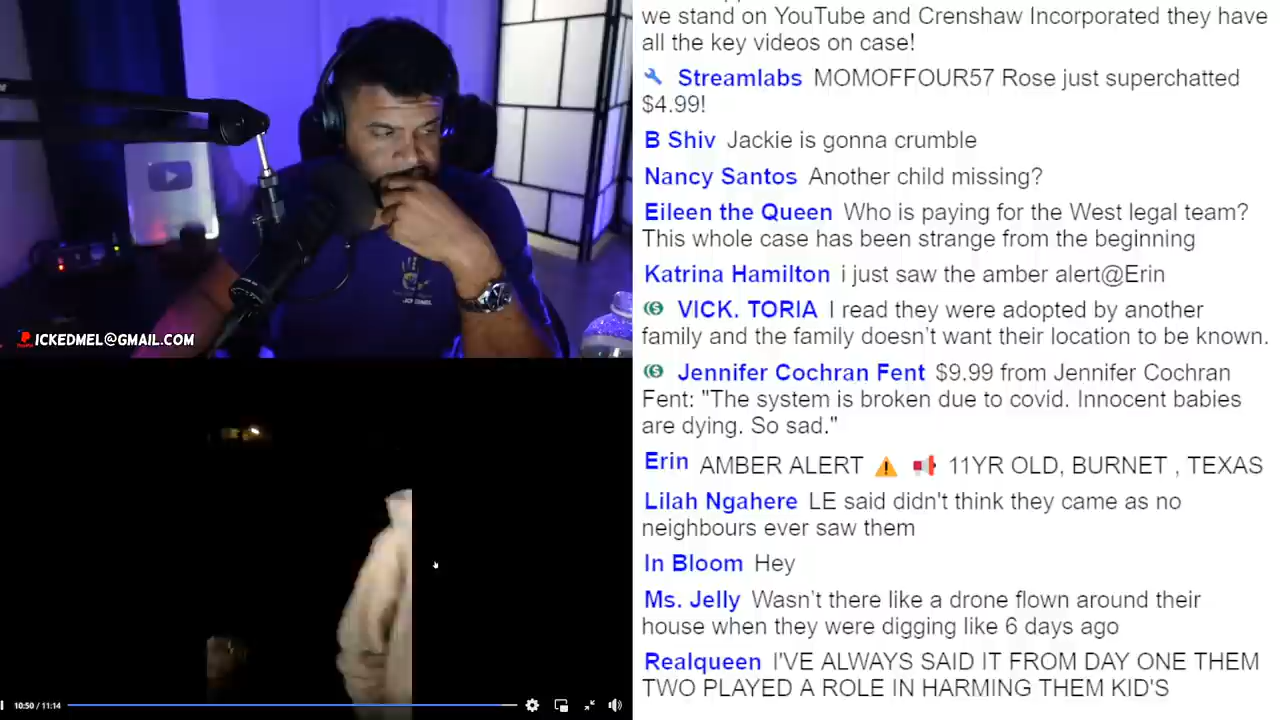 we stand on YouTube and Crenshaw Incorporated they have
all the key videos on case!
Streamlabs MOMOFFOUR57 Rose just superchatted
$4.99!
B Shiv Jackie is gonna crumble
Nancy Santos Another child missing?
Eileen the Queen Who is paying for the West legal team?
This whole case has been strange from the beginning
Katrina Hamilton i just saw the amber alert@Erin
VICK. TORIA I read they were adopted by another
family and the family doesn't want their location to be known.
Jennifer Cochran Fent $9.99 from Jennifer Cochran
Fent: "The system is broken due to covid. Innocent babies
are dying. So sad."
Erin AMBER ALERT ⚠️ 📢 11YR OLD, BURNET , TEXAS
Lilah Ngahere LE said didn't think they came as no
neighbours ever saw them
In Bloom Hey
Ms. Jelly Wasn't there like a drone flown around their
house when they were digging like 6 days ago
Realqueen I'VE ALWAYS SAID IT FROM DAY ONE THEM
TWO PLAYED A ROLE IN HARMING THEM KID'S
ICKEDMEL@GMAIL.COM
10:50 / 11:14